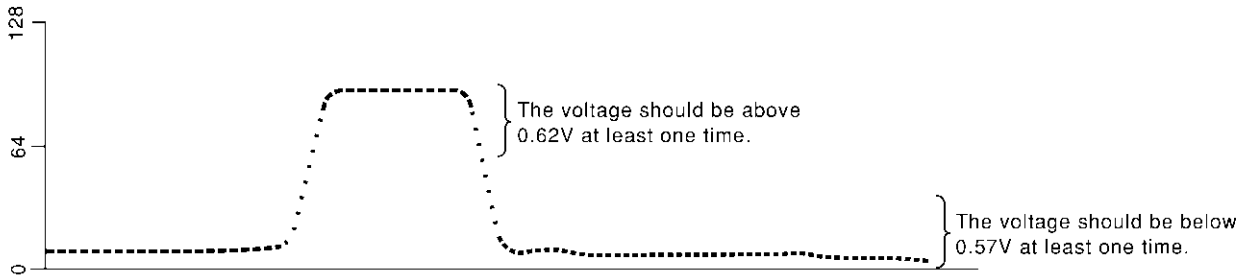 128
64
0
The voltage should be above
0.62V at least one time.
The voltage should be below
0.57V at least one time.